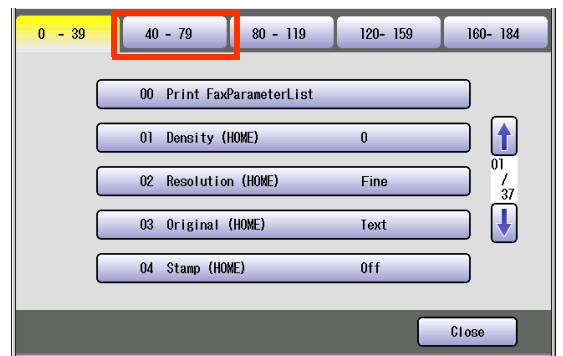 0 - 39 40 - 79 80 - 119 120- 159 160- 184
00 Print FaxParameterList
01 Density (HOME) 0
02 Resolution (HOME) Fine
03 Original (HOME) Text
04 Stamp (HOME) Off
01
/
37
Close